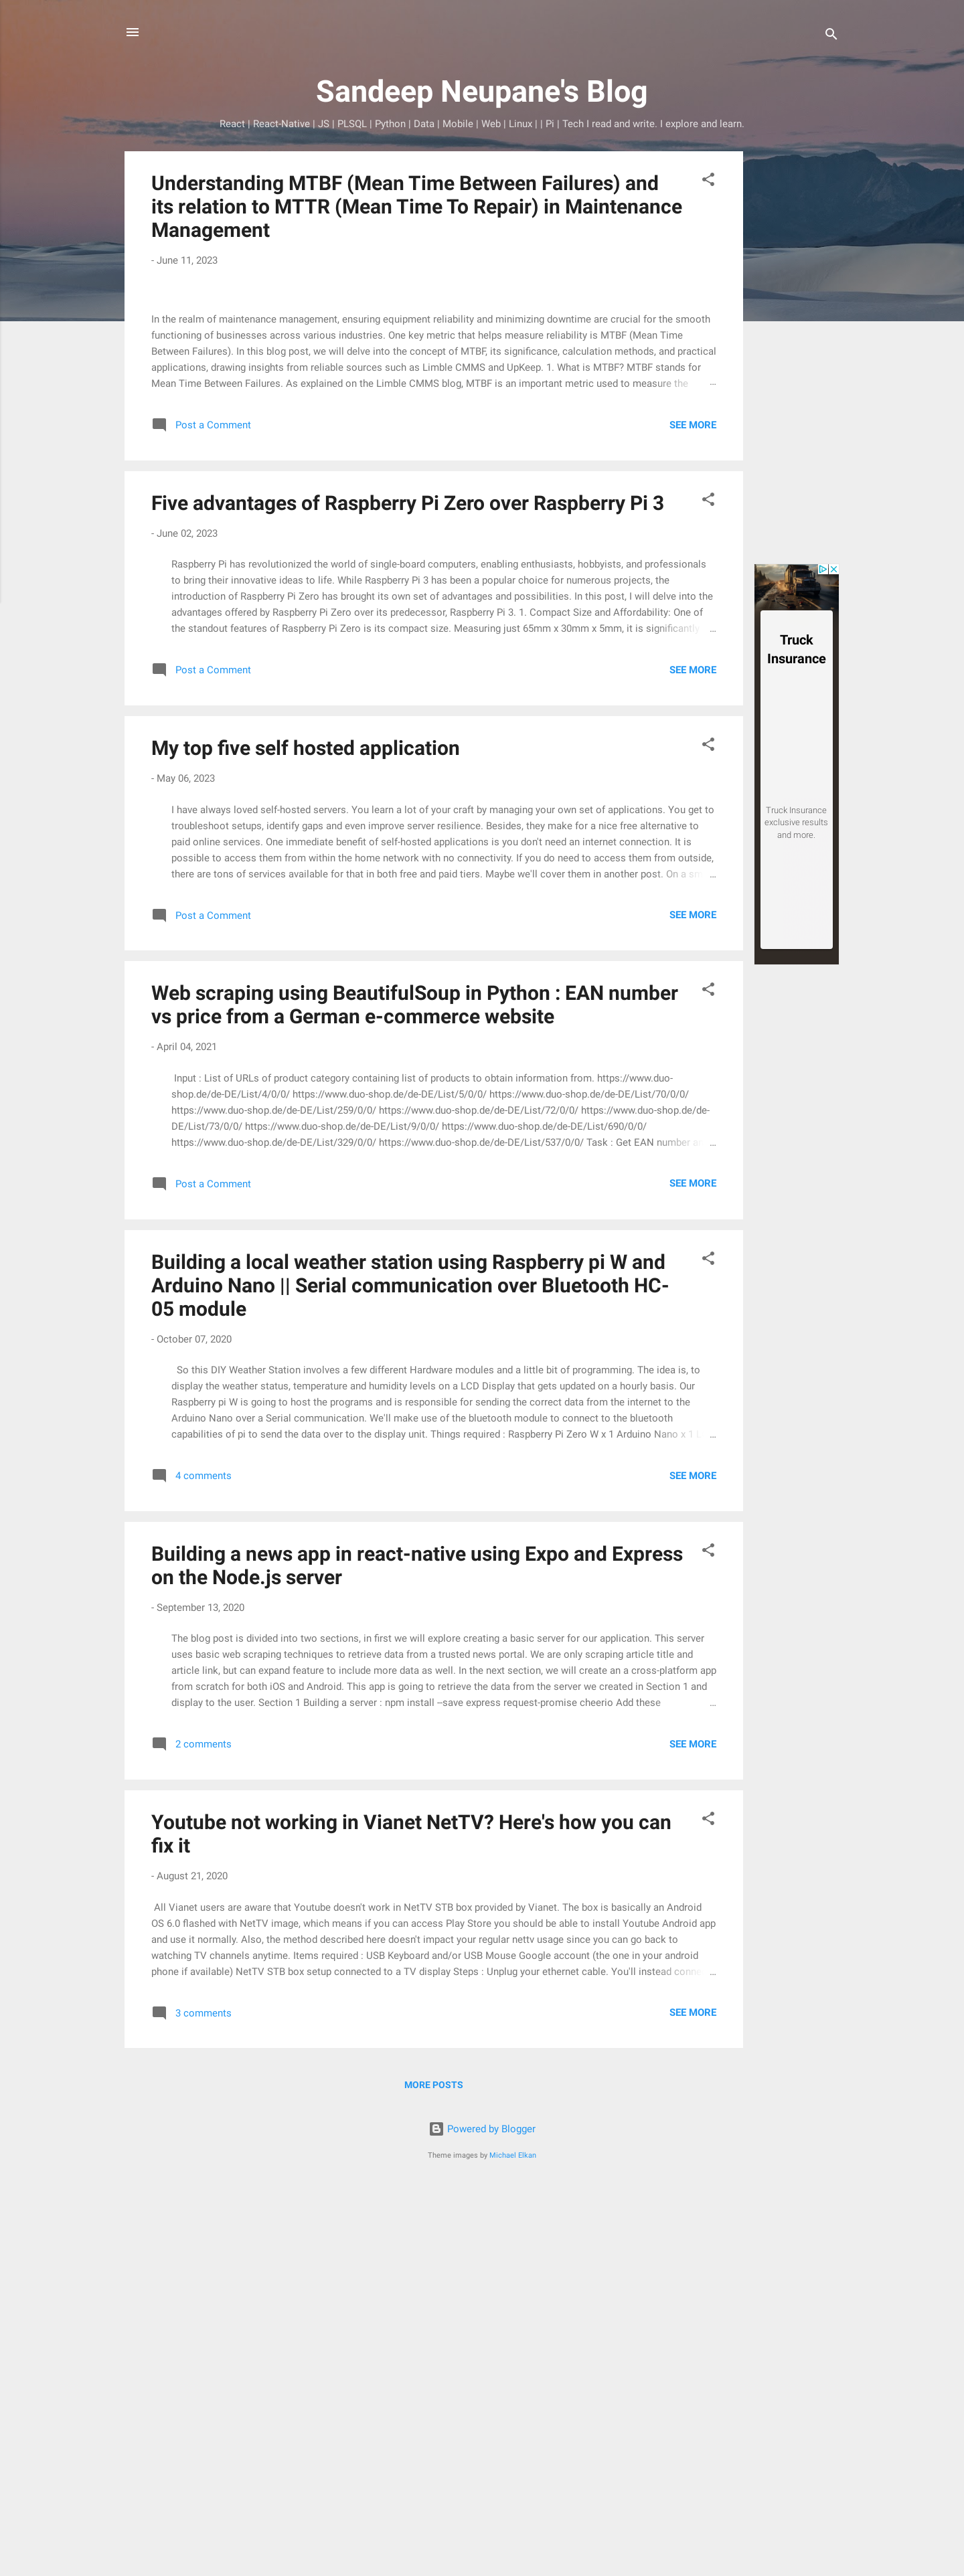 Sandeep Neupane's Blog
React | React-Native | JS | PLSQL | Python | Data | Mobile | Web | Linux | | Pi | Tech I read and write. I explore and learn.
Understanding MTBF (Mean Time Between Failures) and
its relation to MTTR (Mean Time To Repair) in Maintenance
Management
- June 11, 2023
In the realm of maintenance management, ensuring equipment reliability and minimizing downtime are crucial for the smooth
functioning of businesses across various industries. One key metric that helps measure reliability is MTBF (Mean Time
Between Failures). In this blog post, we will delve into the concept of MTBF, its significance, calculation methods, and practical
applications, drawing insights from reliable sources such as Limble CMMS and UpKeep. 1. What is MTBF? MTBF stands for
Mean Time Between Failures. As explained on the Limble CMMS blog, MTBF is an important metric used to measure the ...
Post a Comment
SEE MORE
Five advantages of Raspberry Pi Zero over Raspberry Pi 3
- June 02, 2023
Raspberry Pi has revolutionized the world of single-board computers, enabling enthusiasts, hobbyists, and professionals
to bring their innovative ideas to life. While Raspberry Pi 3 has been a popular choice for numerous projects, the
introduction of Raspberry Pi Zero has brought its own set of advantages and possibilities. In this post, I will delve into the
advantages offered by Raspberry Pi Zero over its predecessor, Raspberry Pi 3. 1. Compact Size and Affordability: One of
the standout features of Raspberry Pi Zero is its compact size. Measuring just 65mm x 30mm x 5mm, it is significantly ...
Post a Comment
SEE MORE
Truck
Insurance
Truck Insurance
exclusive results
and more.
My top five self hosted application
- May 06, 2023
I have always loved self-hosted servers. You learn a lot of your craft by managing your own set of applications. You get to
troubleshoot setups, identify gaps and even improve server resilience. Besides, they make for a nice free alternative to
paid online services. One immediate benefit of self-hosted applications is you don't need an internet connection. It is
possible to access them from within the home network with no connectivity. If you do need to access them from outside,
there are tons of services available for that in both free and paid tiers. Maybe we'll cover them in another post. On a ...
Post a Comment
SEE MORE
Web scraping using BeautifulSoup in Python : EAN number
vs price from a German e-commerce website
- April 04, 2021
Input : List of URLs of product category containing list of products to obtain information from. https://www.duo-
shop.de/de-DE/List/4/0/0/ https://www.duo-shop.de/de-DE/List/5/0/0/ https://www.duo-shop.de/de-DE/List/70/0/0/
https://www.duo-shop.de/de-DE/List/259/0/0/ https://www.duo-shop.de/de-DE/List/72/0/0/ https://www.duo-shop.de/de-
DE/List/73/0/0/ https://www.duo-shop.de/de-DE/List/9/0/0/ https://www.duo-shop.de/de-DE/List/690/0/0/
https://www.duo-shop.de/de-DE/List/329/0/0/ https://www.duo-shop.de/de-DE/List/537/0/0/ Task : Get EAN number ...
Post a Comment
SEE MORE
Building a local weather station using Raspberry pi W and
Arduino Nano || Serial communication over Bluetooth HC-
05 module
- October 07, 2020
So this DIY Weather Station involves a few different Hardware modules and a little bit of programming. The idea is, to
display the weather status, temperature and humidity levels on a LCD Display that gets updated on a hourly basis. Our
Raspberry pi W is going to host the programs and is responsible for sending the correct data from the internet to the
Arduino Nano over a Serial communication. We'll make use of the bluetooth module to connect to the bluetooth
capabilities of pi to send the data over to the display unit. Things required : Raspberry Pi Zero W x 1 Arduino Nano x 1 ...
4 comments
SEE MORE
Building a news app in react-native using Expo and Express
on the Node.js server
- September 13, 2020
The blog post is divided into two sections, in first we will explore creating a basic server for our application. This server
uses basic web scraping techniques to retrieve data from a trusted news portal. We are only scraping article title and
article link, but can expand feature to include more data as well. In the next section, we will create an a cross-platform app
from scratch for both iOS and Android. This app is going to retrieve the data from the server we created in Section 1 and
display to the user. Section 1 Building a server : npm install --save express request-promise cheerio Add these ...
2 comments
SEE MORE
Youtube not working in Vianet NetTV? Here's how you can
fix it
- August 21, 2020
All Vianet users are aware that Youtube doesn't work in NetTV STB box provided by Vianet. The box is basically an Android
OS 6.0 flashed with NetTV image, which means if you can access Play Store you should be able to install Youtube Android app
and use it normally. Also, the method described here doesn't impact your regular nettv usage since you can go back to
watching TV channels anytime. Items required : USB Keyboard and/or USB Mouse Google account (the one in your android
phone if available) NetTV STB box setup connected to a TV display Steps : Unplug your ethernet cable. You'll instead ...
3 comments
SEE MORE
MORE POSTS
Powered by Blogger
Theme images by Michael Elkan